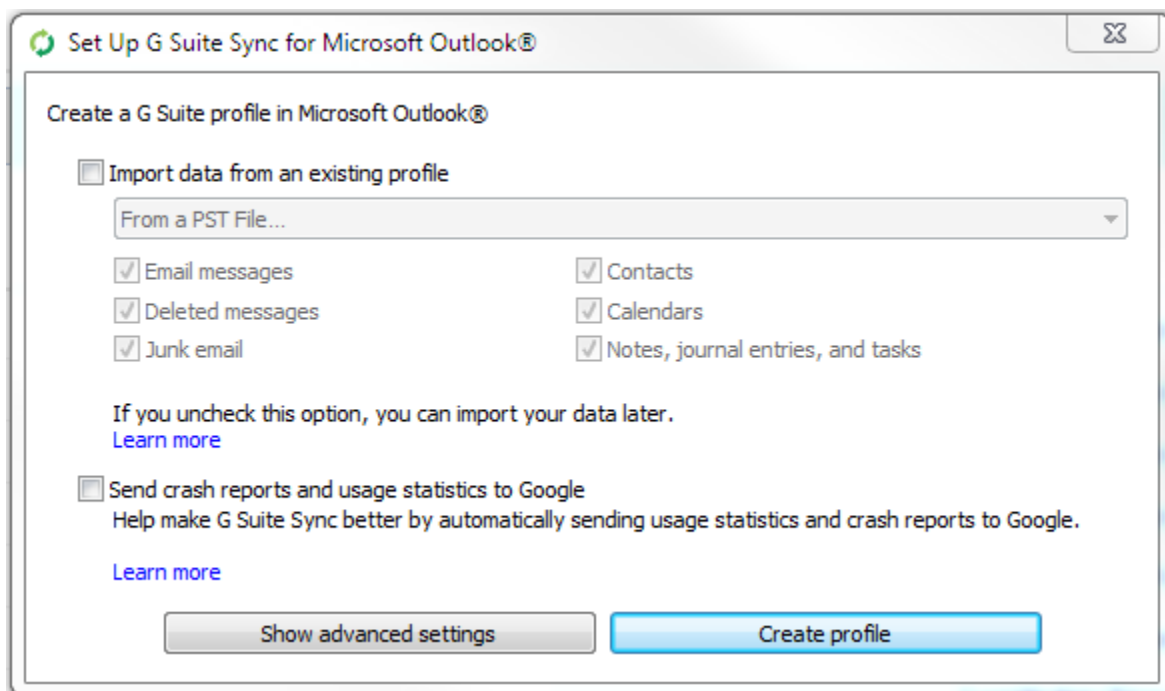 Set Up G Suite Sync for Microsoft Outlook®
Create a G Suite profile in Microsoft Outlook®
Import data from an existing profile
From a PST File...
Email messages
Contacts
Deleted messages
Calendars
Junk email
Notes, journal entries, and tasks
If you uncheck this option, you can import your data later.
Learn more
Send crash reports and usage statistics to Google
Help make G Suite Sync better by automatically sending usage statistics and crash reports to Google.
Learn more
Show advanced settings
Create profile